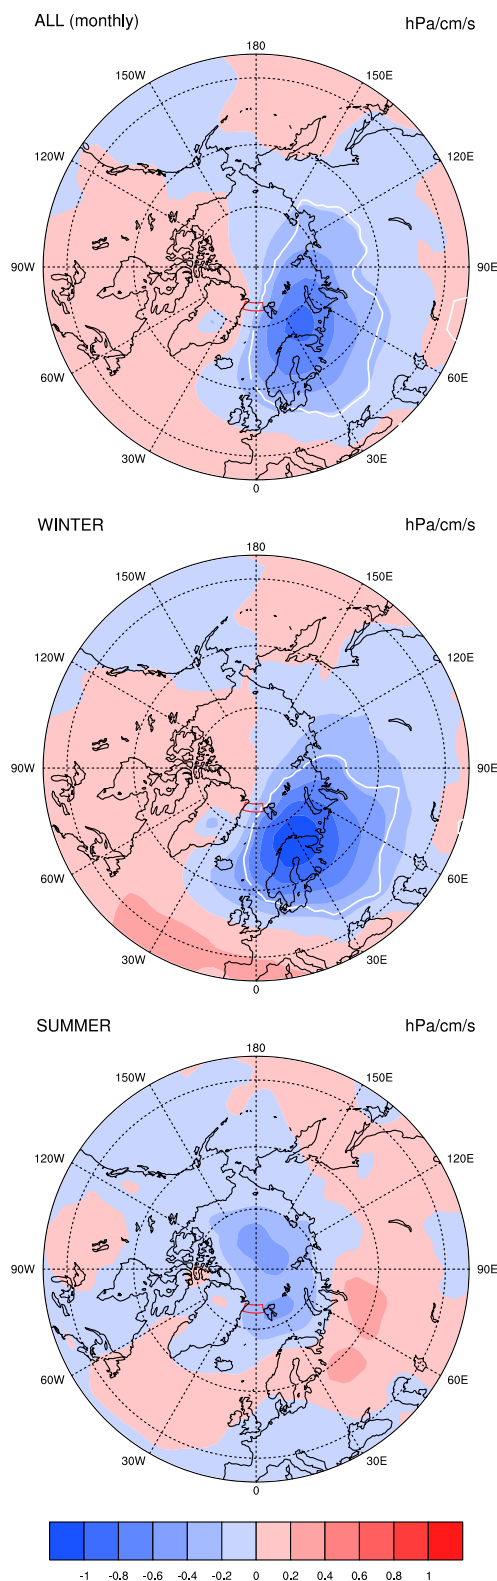 ALL (monthly) hPa/cm/s
180
150W 150E
120W 120E
90W 90E
60W 60E
30W 30E
0
WINTER hPa/cm/s
180
150W 150E
120W 120E
90W 90E
60W 60E
30W 30E
0
SUMMER hPa/cm/s
180
150W 150E
120W 120E
90W 90E
60W 60E
30W 30E
0
-1 -0.8 -0.6 -0.4 -0.2 0 0.2 0.4 0.6 0.8 1